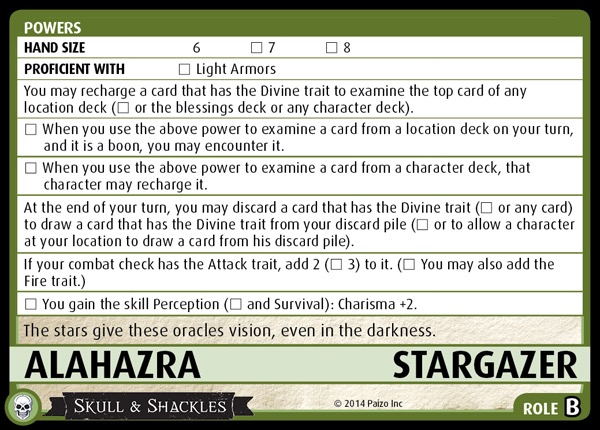 POWERS
HAND SIZE 6 ☐ 7 ☐ 8
PROFICIENT WITH ☐ Light Armors
You may recharge a card that has the Divine trait to examine the top card of any
location deck (☐ or the blessings deck or any character deck).
☐ When you use the above power to examine a card from a location deck on your turn,
and it is a boon, you may encounter it.
☐ When you use the above power to examine a card from a character deck, that
character may recharge it.
At the end of your turn, you may discard a card that has the Divine trait (☐ or any card)
to draw a card that has the Divine trait from your discard pile (☐ or to allow a character
at your location to draw a card from his discard pile).
If your combat check has the Attack trait, add 2 (☐ 3) to it. (☐ You may also add the
Fire trait.)
☐ You gain the skill Perception (☐ and Survival): Charisma +2.
The stars give these oracles vision, even in the darkness.
ALAHAZRA STARGAZER
SKULL & SHACKLES © 2014 Paizo Inc ROLE B